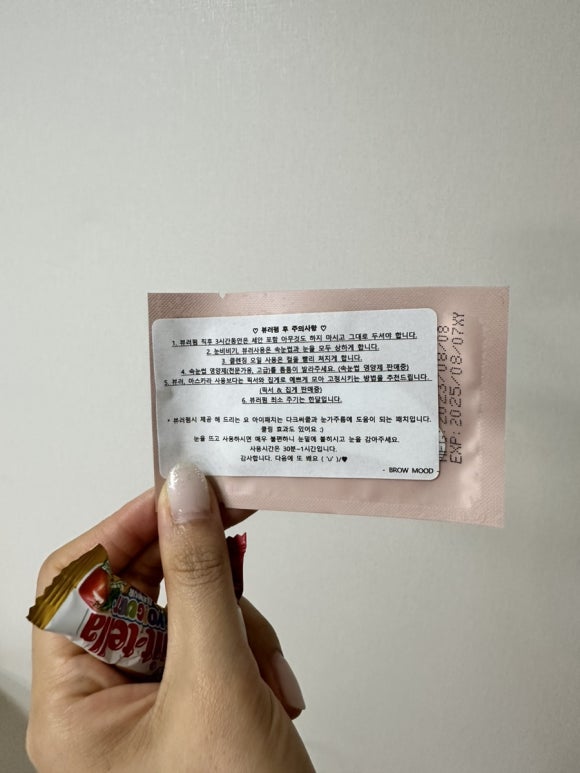 ♡ 뷰러펌 후 주의사항 ♡
1. 뷰러펌 직후 3시간동안은 세안 포함 아무것도 하지 마시고 그대로 두셔야 합니다.
2. 눈비비기, 뷰러사용은 속눈썹과 눈을 모두 상하게 합니다.
3. 클렌징 오일 사용은 컬을 빨리 쳐지게 합니다.
4. 속눈썹 영양제(전문가용, 고급)를 틈틈이 발라주세요. (속눈썹 영양제 판매중)
5. 뷰러, 마스카라 사용보다는 픽서와 집게로 예쁘게 모아 고정시키는 방법을 추천드립니다.
(픽서 & 집게 판매중)
6. 뷰러펌 최소 주기는 한달입니다.
* 뷰러펌시 제공 해 드리는 요 아이패치는 다크써클과 눈가주름에 도움이 되는 패치입니다.
쿨링 효과도 있어요 :)
눈을 뜨고 사용하시면 매우 불편하니 눈밑에 붙히시고 눈을 감아주세요.
사용시간은 30분~1시간입니다.
감사합니다. 다음에 또 봬요 ( 'ᴗ' )/♥
- BROW MOOD -
2023/08/08
EXP: 2025/08/07XY
YOGURT